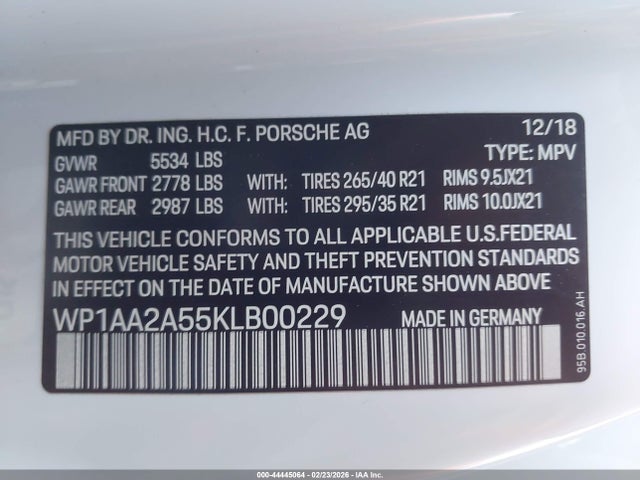 MFD BY DR. ING. H.C. F. PORSCHE AG 12/18
GVWR 5534 LBS TYPE: MPV
GAWR FRONT 2778 LBS WITH: TIRES 265/40 R21 RIMS 9.5JX21
GAWR REAR 2987 LBS WITH: TIRES 295/35 R21 RIMS 10.0JX21
THIS VEHICLE CONFORMS TO ALL APPLICABLE U.S.FEDERAL
MOTOR VEHICLE SAFETY AND THEFT PREVENTION STANDARDS
IN EFFECT ON THE DATE OF MANUFACTURE SHOWN ABOVE
WP1AA2A55KLB00229 MADE IN GERMANY
95B 010.016.AH
000-44445064 - 02/23/2026 - IAA Inc.